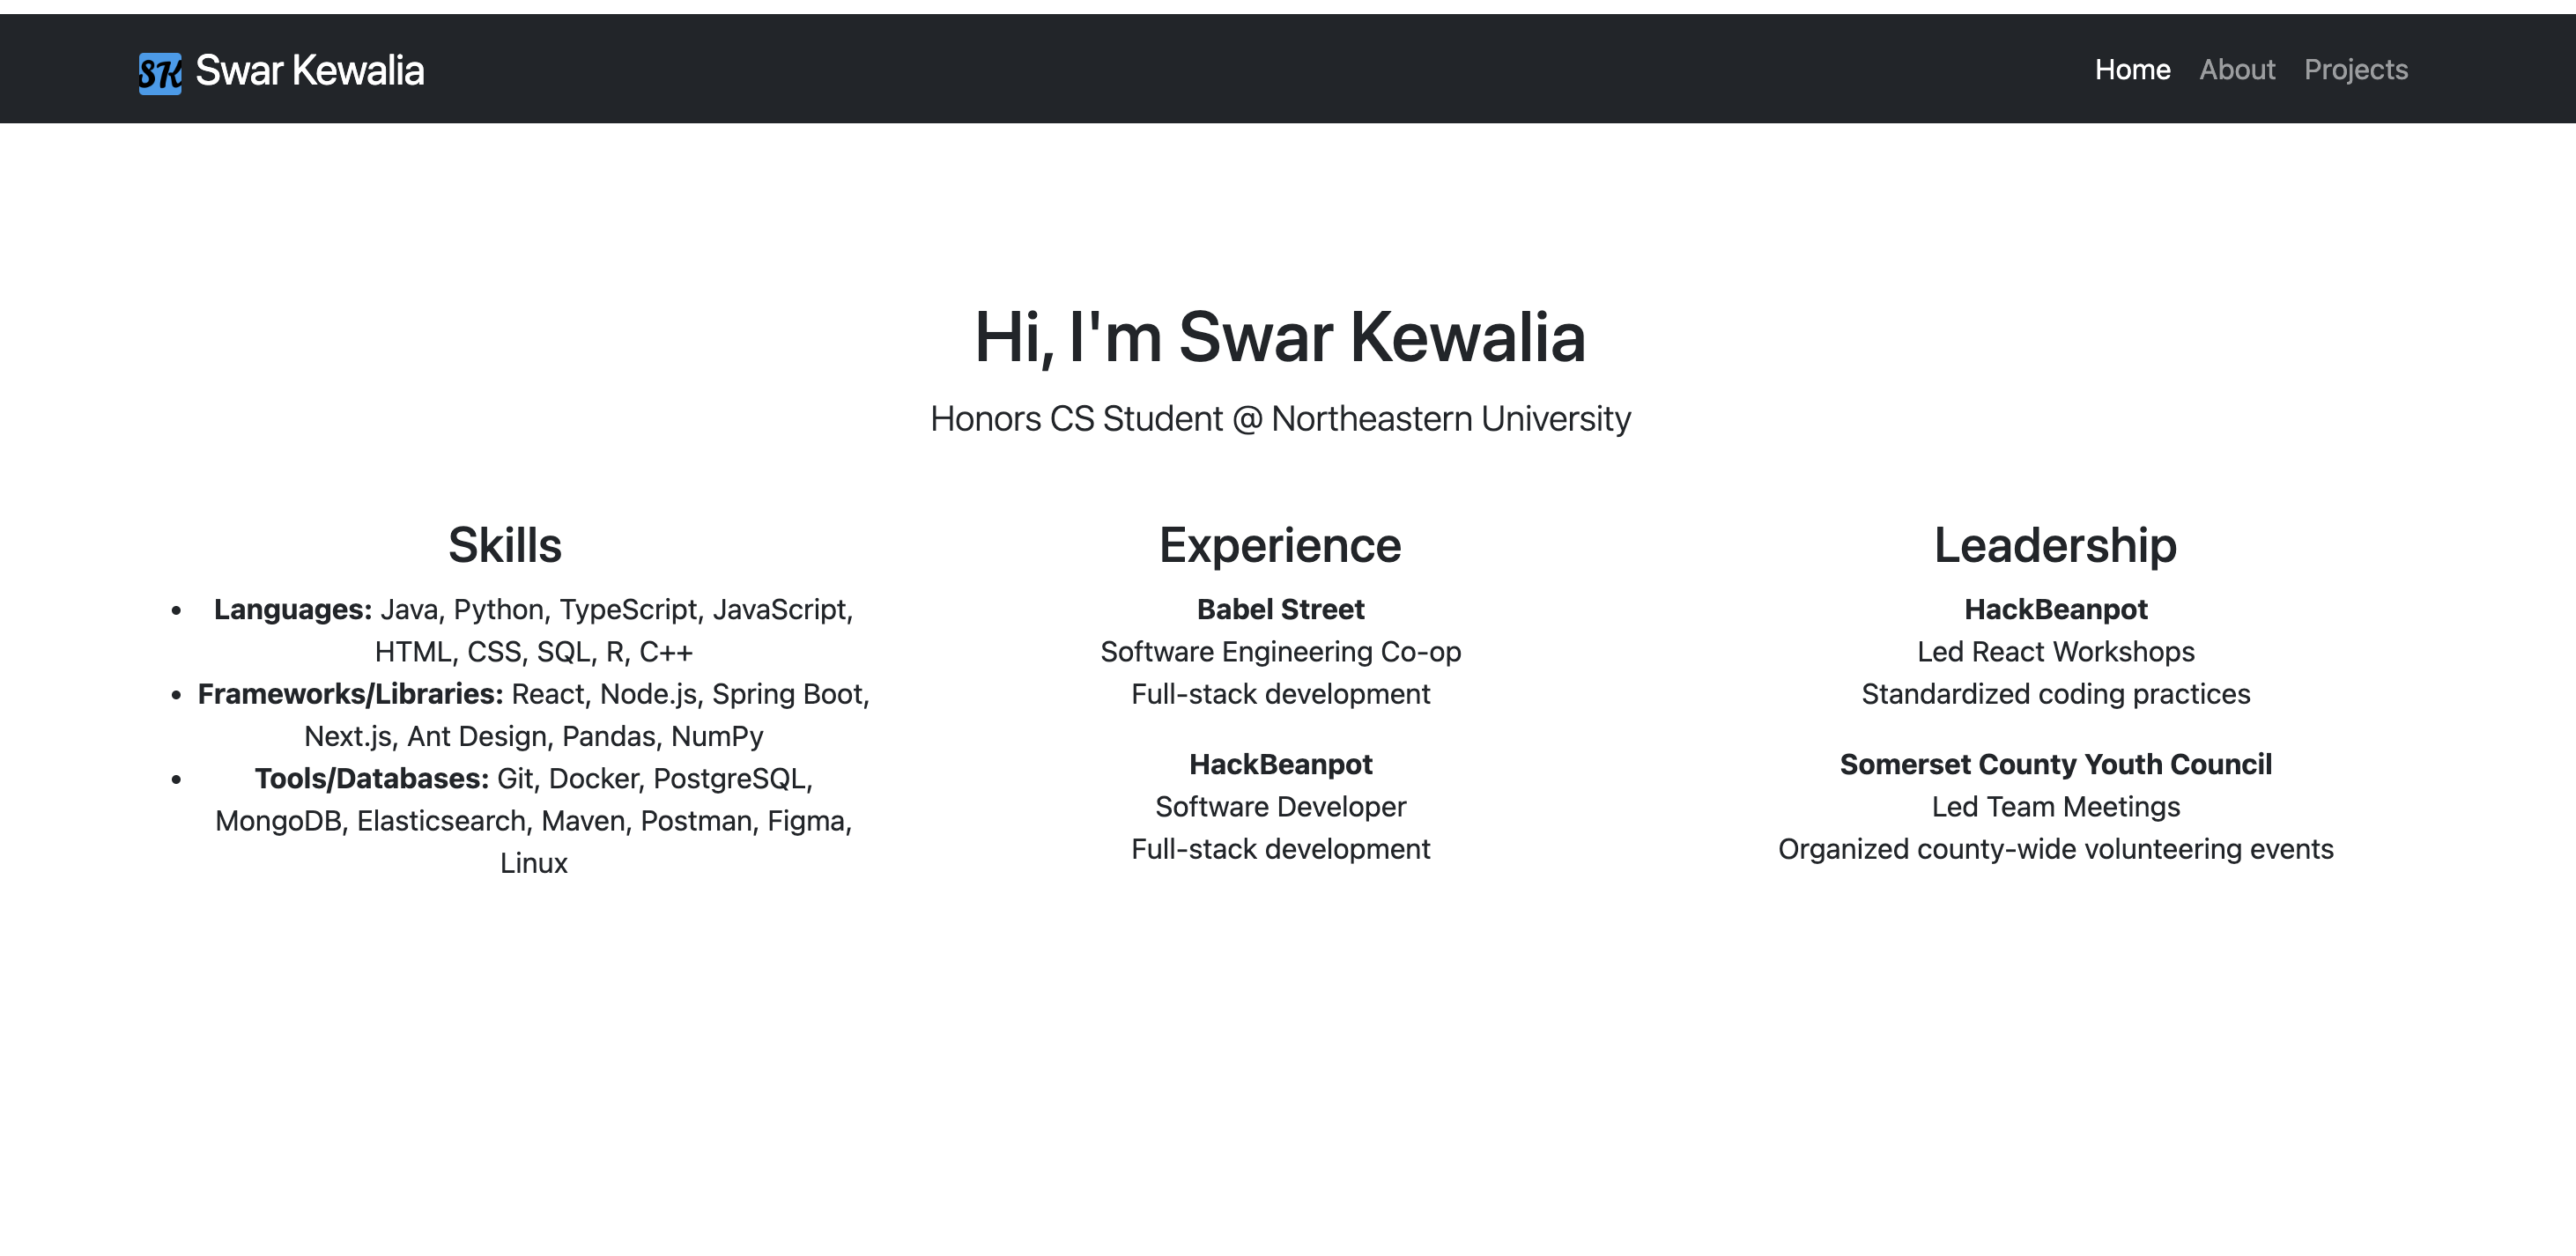 SK Swar Kewalia
Home About Projects
Hi, I'm Swar Kewalia
Honors CS Student @ Northeastern University
Skills
• Languages: Java, Python, TypeScript, JavaScript,
HTML, CSS, SQL, R, C++
• Frameworks/Libraries: React, Node.js, Spring Boot,
Next.js, Ant Design, Pandas, NumPy
• Tools/Databases: Git, Docker, PostgreSQL,
MongoDB, Elasticsearch, Maven, Postman, Figma,
Linux
Experience
Babel Street
Software Engineering Co-op
Full-stack development
HackBeanpot
Software Developer
Full-stack development
Leadership
HackBeanpot
Led React Workshops
Standardized coding practices
Somerset County Youth Council
Led Team Meetings
Organized county-wide volunteering events